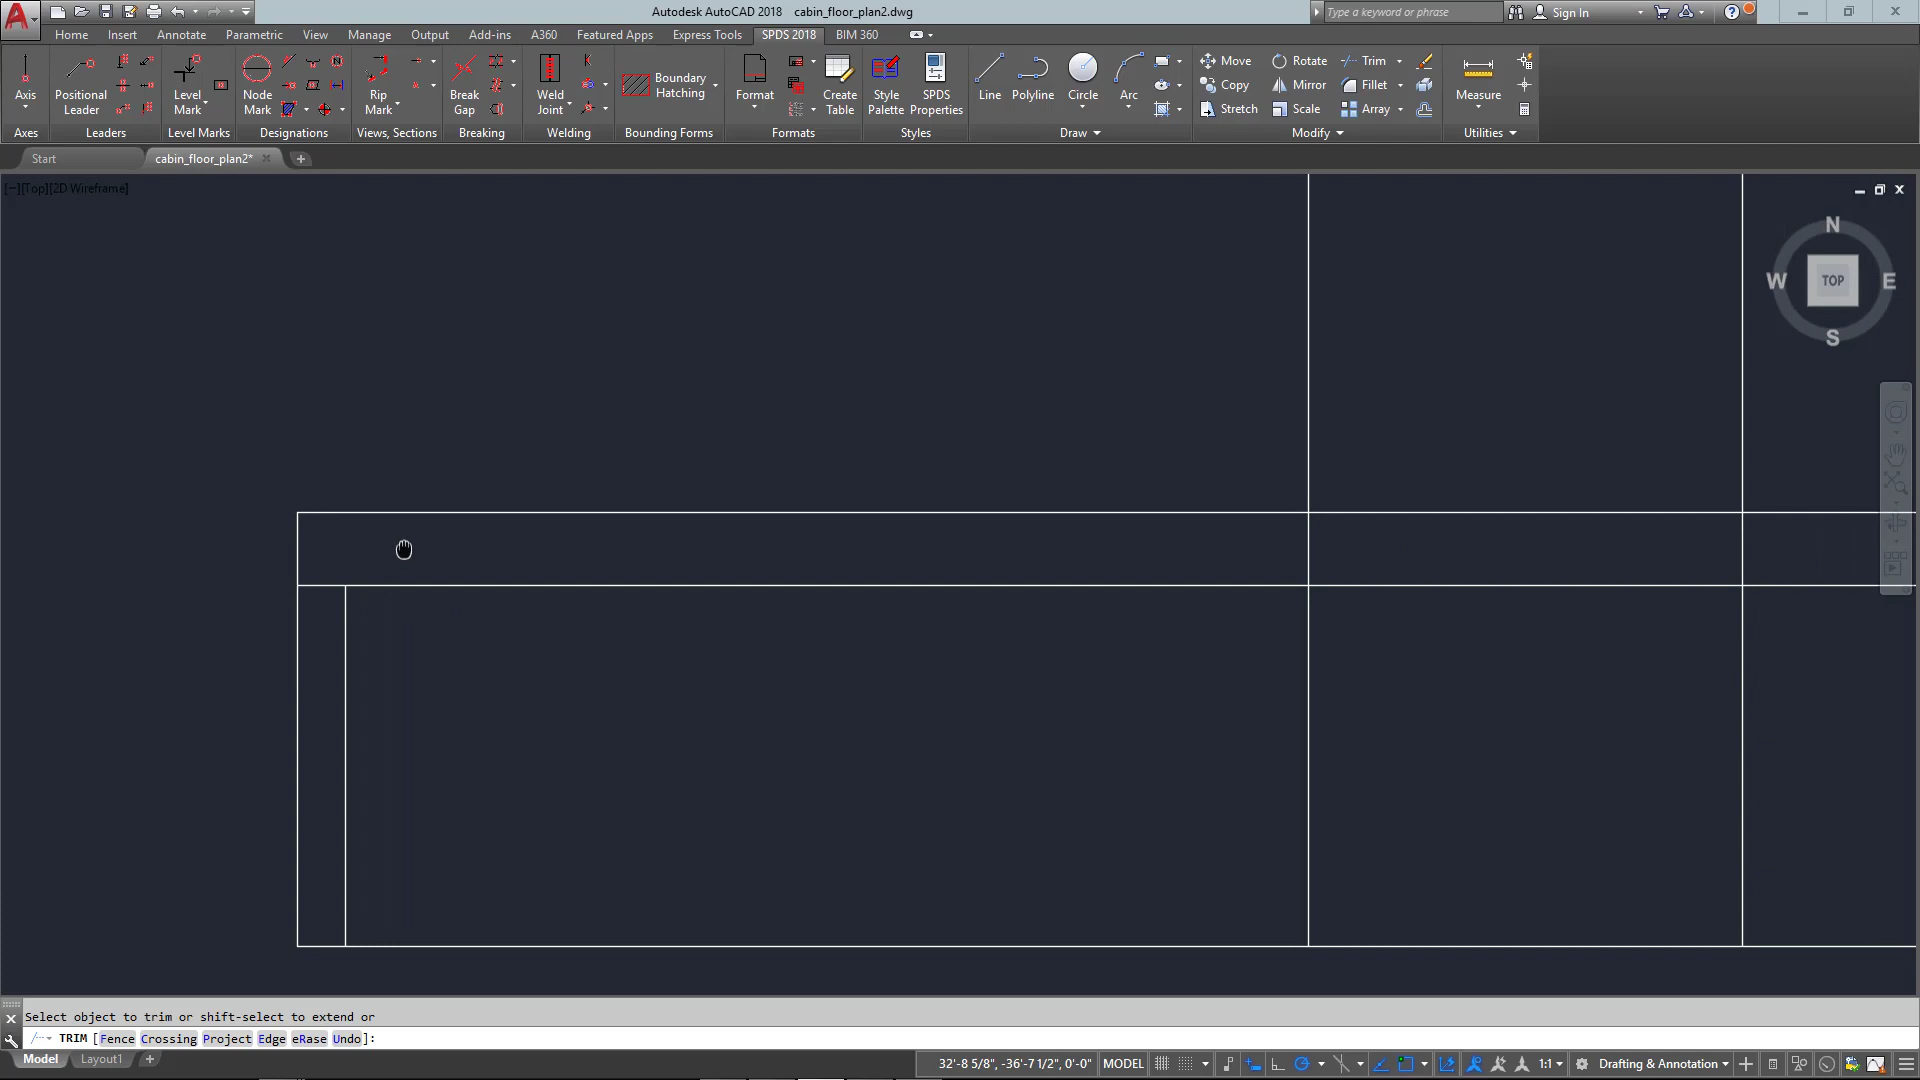 Autodesk AutoCAD 2018 cabin_floor_plan2.dwg
Type a keyword or phrase
Sign In
Home Insert Annotate Parametric View Manage Output Add-ins A360 Featured Apps Express Tools SPDS 2018 BIM 360
Axis
Positional Leader
Level Mark
Node Mark
Rip Mark
Break Gap
Weld Joint
Boundary Hatching
Format
Create Table
Style Palette
SPDS Properties
Line
Polyline
Circle
Arc
Move Rotate Trim
Copy Mirror Fillet
Stretch Scale Array
Measure
Axes Leaders Level Marks Designations Views, Sections Breaking Welding Bounding Forms Formats Styles Draw Modify Utilities
Start cabin_floor_plan2*
[−][Top][2D Wireframe]
N
W TOP E
S
Select object to trim or shift-select to extend or
TRIM [Fence Crossing Project Edge eRase Undo]:
Model Layout1
32'-8 5/8", -36'-7 1/2", 0'-0" MODEL 1:1 Drafting & Annotation